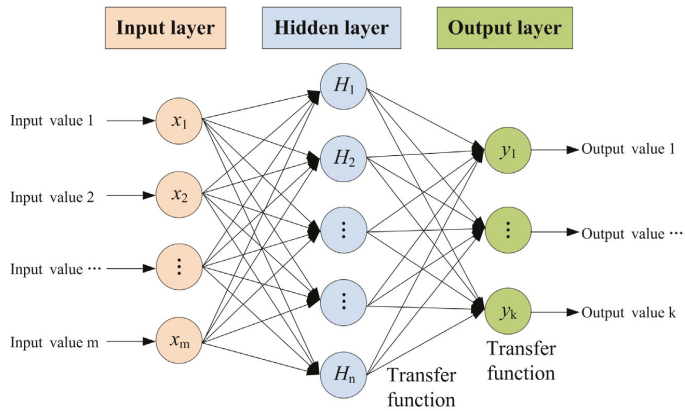 Input layer
Hidden layer
Output layer
Input value 1
x1
H1
Input value 2
x2
H2
y1
Output value 1
Input value ⋯
⋮
⋮
⋮
Output value ⋯
Input value m
xm
⋮
yk
Output value k
Hn
Transfer
function
Transfer
function